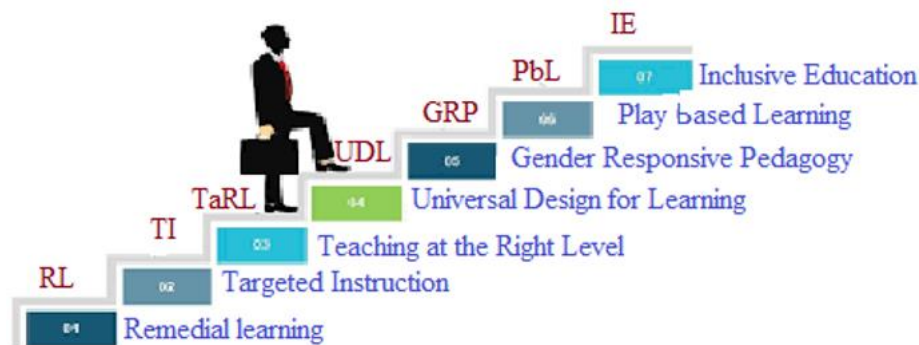 IE
07 Inclusive Education
PbL
06 Play based Learning
GRP
05 Gender Responsive Pedagogy
UDL
04 Universal Design for Learning
TaRL
03 Teaching at the Right Level
TI
02 Targeted Instruction
RL
01 Remedial learning